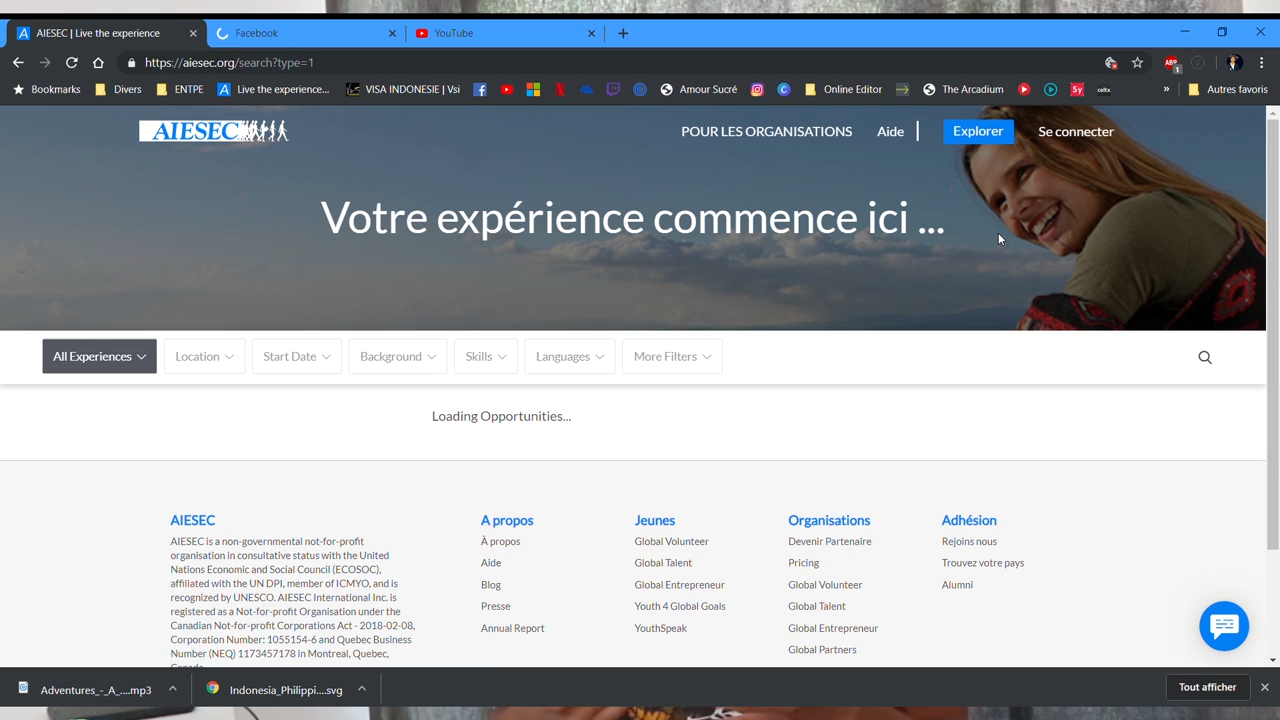 AIESEC | Live the experience
Facebook
YouTube
https://aiesec.org/search?type=1
Bookmarks Divers ENTPE Live the experience... VISA INDONESIE | Vsi Amour Sucré Online Editor The Arcadium Sy celtx » Autres favoris
AIESEC POUR LES ORGANISATIONS Aide Explorer Se connecter
Votre expérience commence ici ...
All Experiences Location Start Date Background Skills Languages More Filters
Loading Opportunities...
AIESEC
AIESEC is a non-governmental not-for-profit
organisation in consultative status with the United
Nations Economic and Social Council (ECOSOC),
affiliated with the UN DPI, member of ICMYO, and is
recognized by UNESCO. AIESEC International Inc. is
registered as a Not-for-profit Organisation under the
Canadian Not-for-profit Corporations Act - 2018-02-08,
Corporation Number: 1055154-6 and Quebec Business
Number (NEQ) 1173457178 in Montreal, Quebec,
Canada
A propos
À propos
Aide
Blog
Presse
Annual Report
Jeunes
Global Volunteer
Global Talent
Global Entrepreneur
Youth 4 Global Goals
YouthSpeak
Organisations
Devenir Partenaire
Pricing
Global Volunteer
Global Talent
Global Entrepreneur
Global Partners
Adhésion
Rejoins nous
Trouvez votre pays
Alumni
Adventures_-_A_....mp3
Indonesia_Philippi....svg
Tout afficher